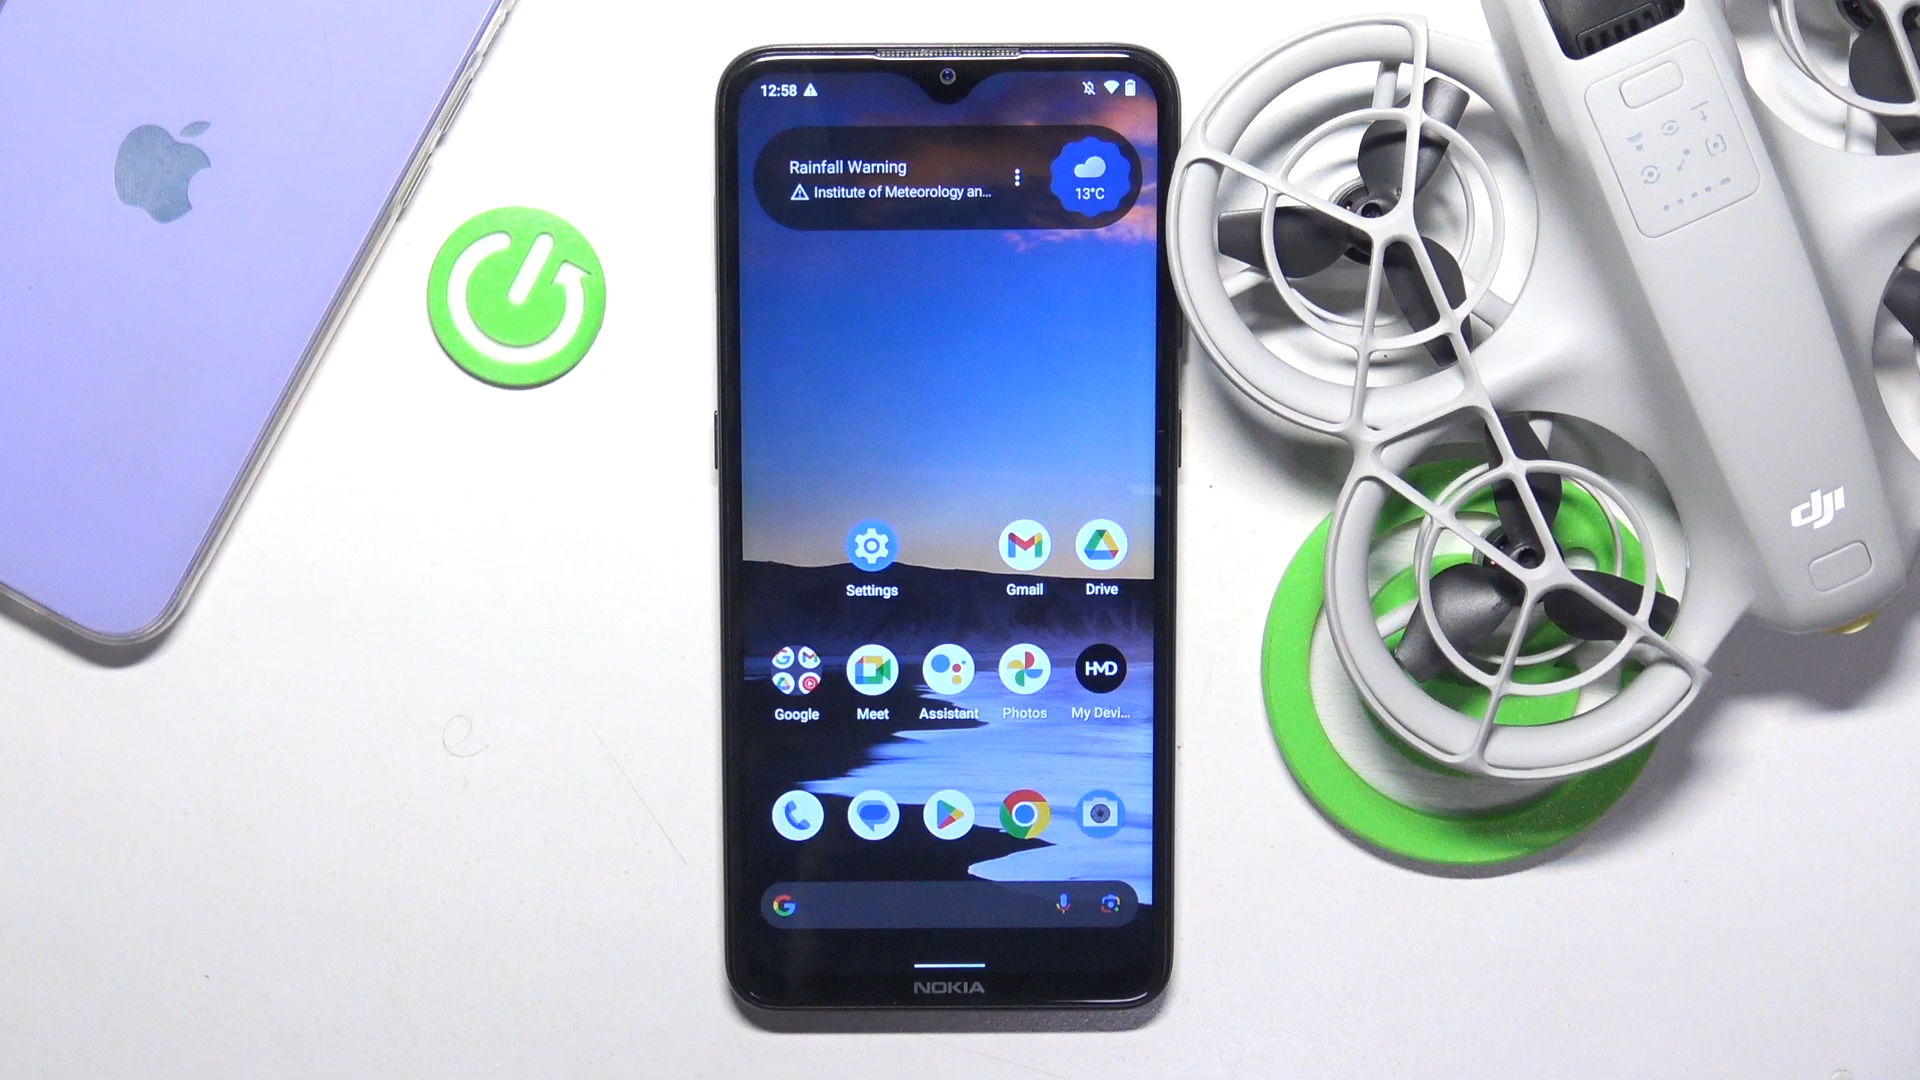 12:58
Rainfall Warning
Institute of Meteorology an...
13°C
Settings
Gmail
Drive
HMD
Google
Meet
Assistant
Photos
My Devi...
NOKIA
dji